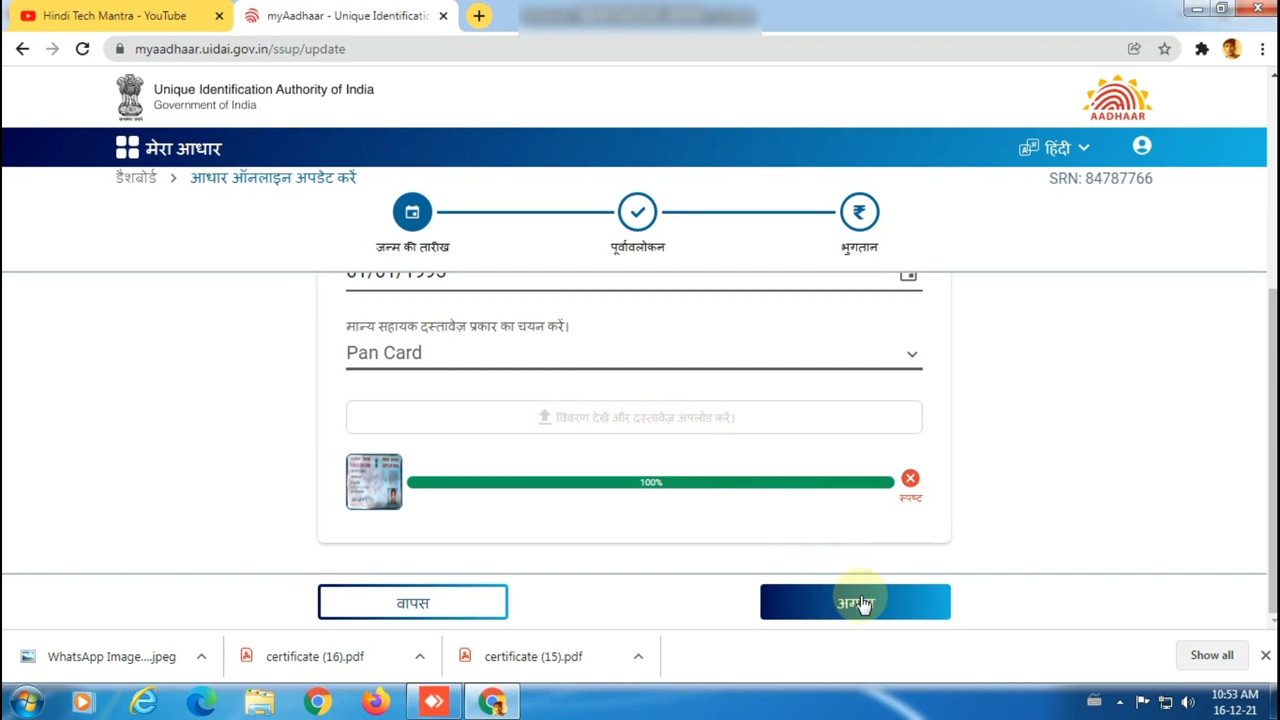 Hindi Tech Mantra - YouTube
myAadhaar - Unique Identificatio
myaadhaar.uidai.gov.in/ssup/update
Unique Identification Authority of India
Government of India
AADHAAR
मेरा आधार
हिंदी
डैशबोर्ड > आधार ऑनलाइन अपडेट करें
SRN: 84787766
जन्म की तारीख
पूर्वावलोकन
भुगतान
01/01/1995
मान्य सहायक दस्तावेज़ प्रकार का चयन करें।
Pan Card
विवरण देखें और दस्तावेज़ अपलोड करें।
100%
स्पष्ट
वापस
WhatsApp Image....jpeg
certificate (16).pdf
certificate (15).pdf
Show all
10:53 AM
16-12-21